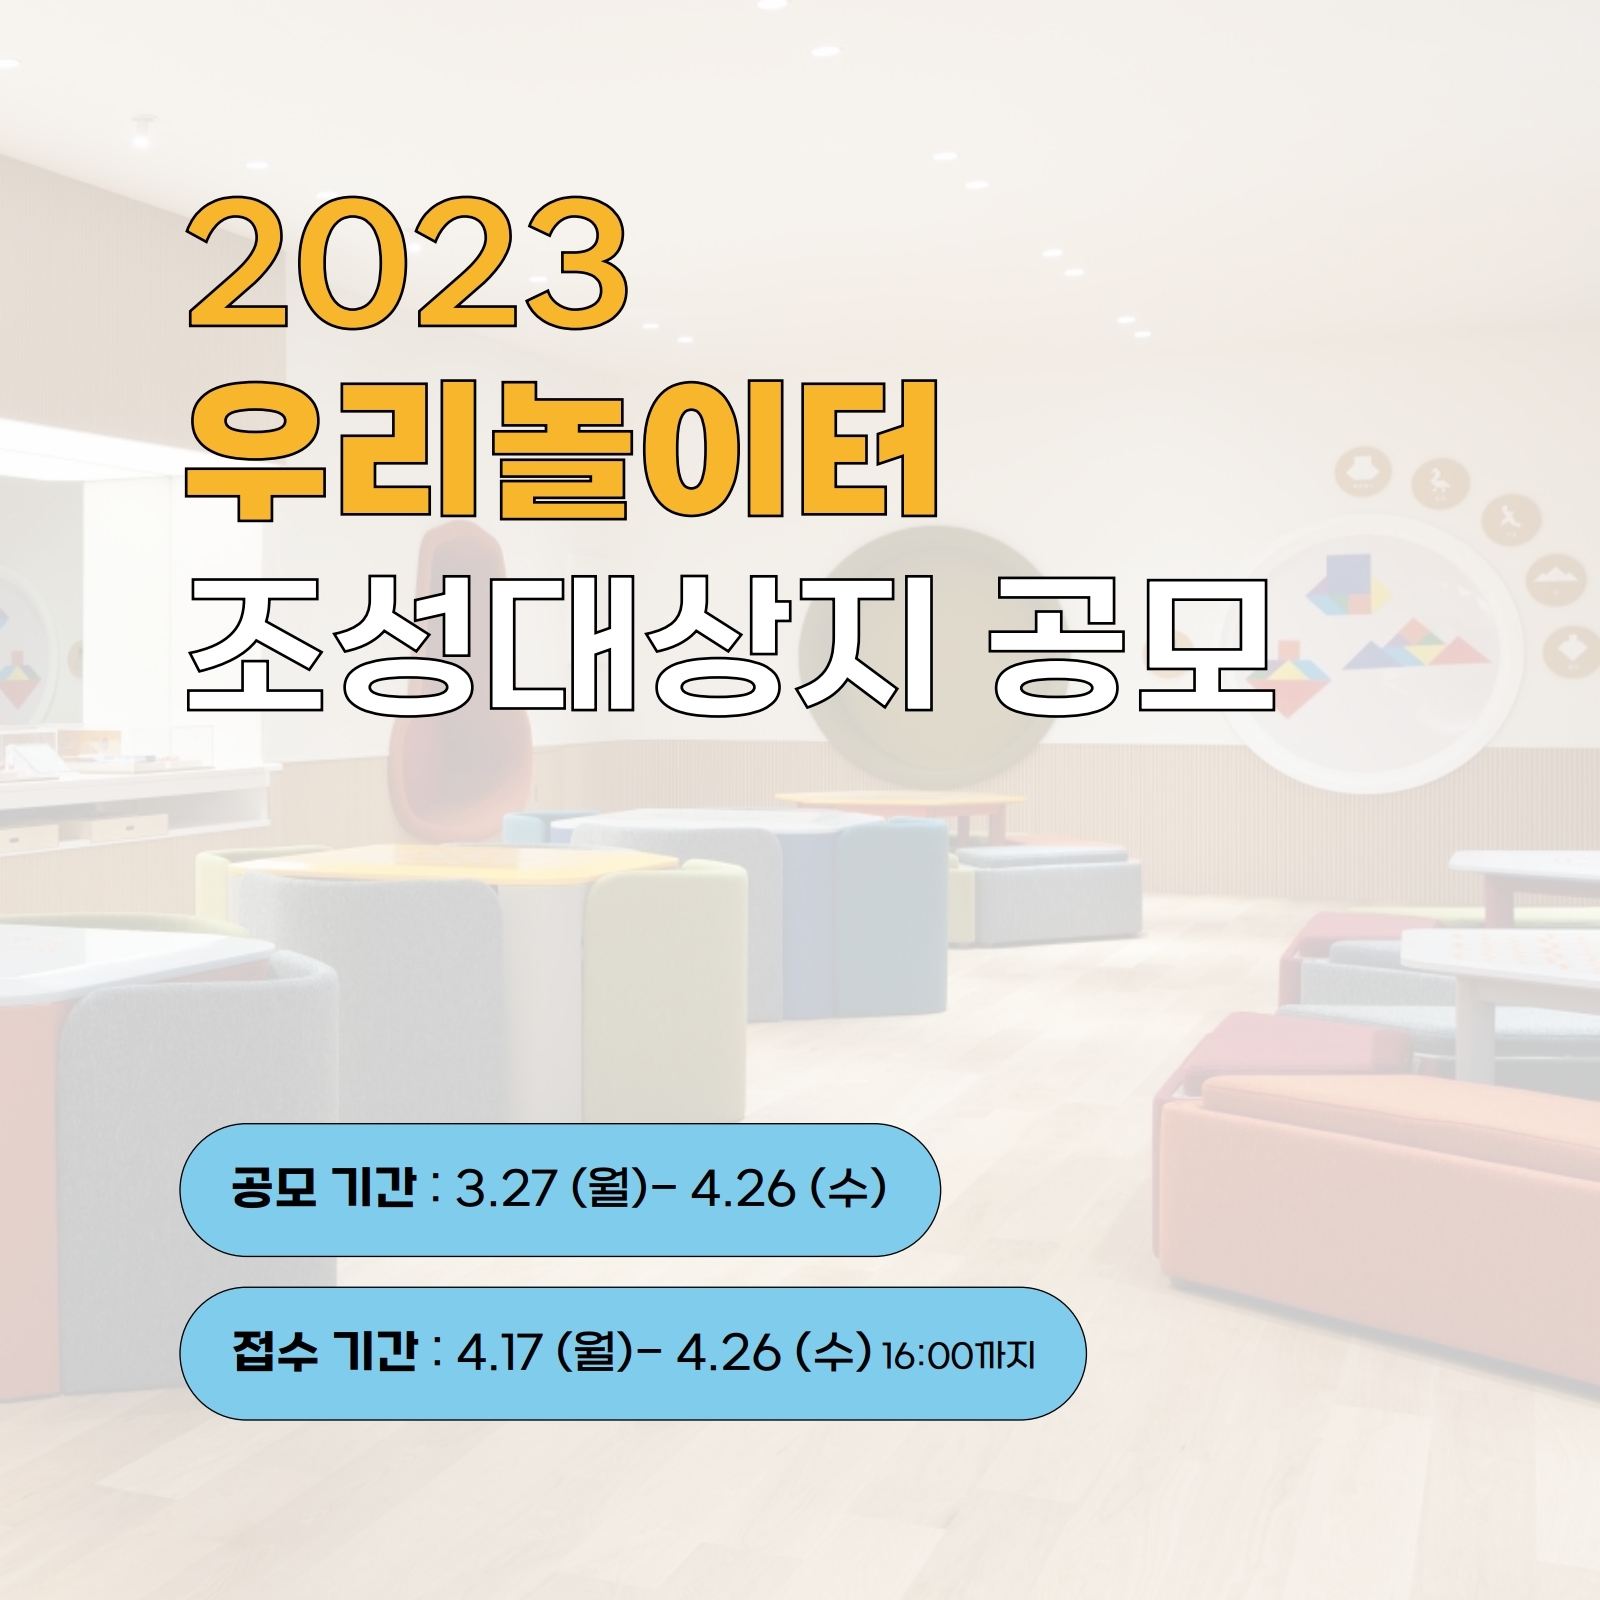 2023
우리놀이터
조성대상지 공모
공모 기간 : 3.27 (월)- 4.26 (수)
접수 기간 : 4.17 (월)- 4.26 (수) 16:00까지